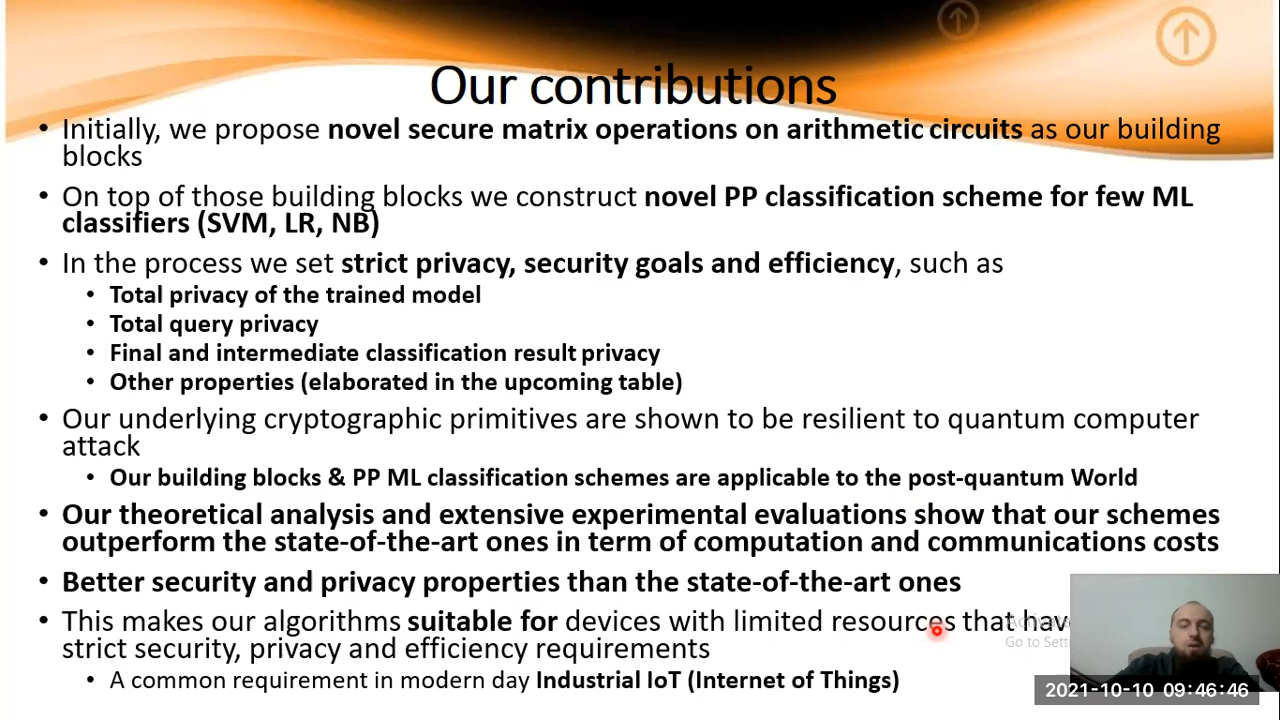 Our contributions
• Initially, we propose novel secure matrix operations on arithmetic circuits as our building
blocks
• On top of those building blocks we construct novel PP classification scheme for few ML
classifiers (SVM, LR, NB)
• In the process we set strict privacy, security goals and efficiency, such as
• Total privacy of the trained model
• Total query privacy
• Final and intermediate classification result privacy
• Other properties (elaborated in the upcoming table)
• Our underlying cryptographic primitives are shown to be resilient to quantum computer
attack
• Our building blocks & PP ML classification schemes are applicable to the post-quantum World
• Our theoretical analysis and extensive experimental evaluations show that our schemes
outperform the state-of-the-art ones in term of computation and communications costs
• Better security and privacy properties than the state-of-the-art ones
• This makes our algorithms suitable for devices with limited resources that hav
strict security, privacy and efficiency requirements
Go to Sett
• A common requirement in modern day Industrial IoT (Internet of Things)
2021-10-10 09:46:46